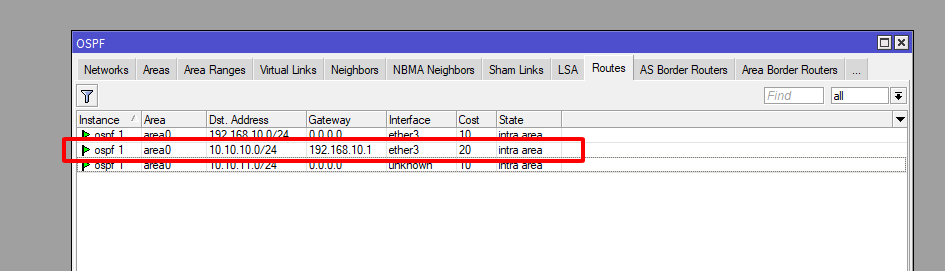 OSPF
Networks Areas Area Ranges Virtual Links Neighbors NBMA Neighbors Sham Links LSA Routes AS Border Routers Area Border Routers ...
Find all
Instance Area Dst. Address Gateway Interface Cost State
ospf 1 area0 192.168.10.0/24 0.0.0.0 ether3 10 intra area
ospf 1 area0 10.10.10.0/24 192.168.10.1 ether3 20 intra area
ospf 1 area0 10.10.11.0/24 0.0.0.0 unknown 10 intra area